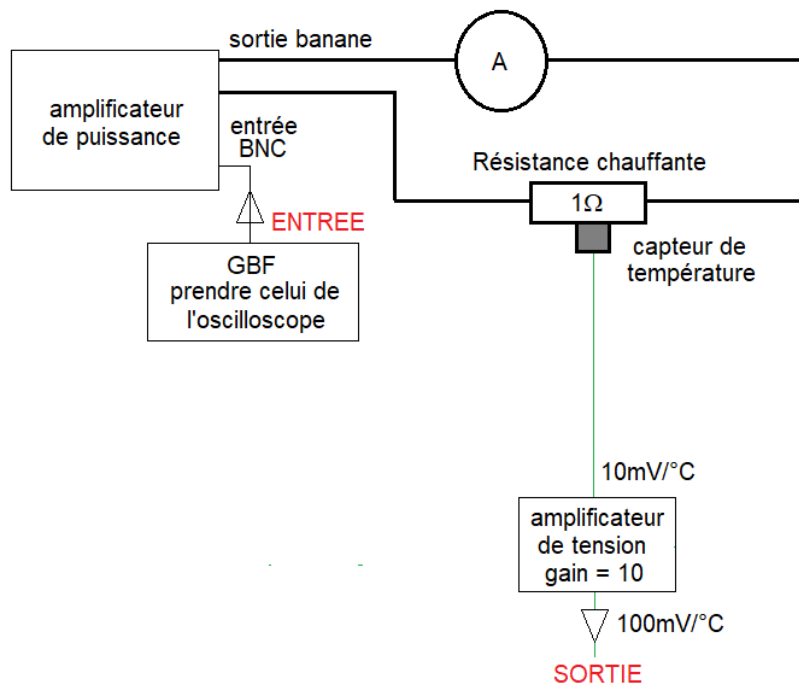 sortie banane
A
amplificateur
de puissance
entrée
BNC
ENTREE
GBF
prendre celui de
l'oscilloscope
Résistance chauffante
1Ω
capteur de
température
10mV/°C
amplificateur
de tension
gain = 10
100mV/°C
SORTIE